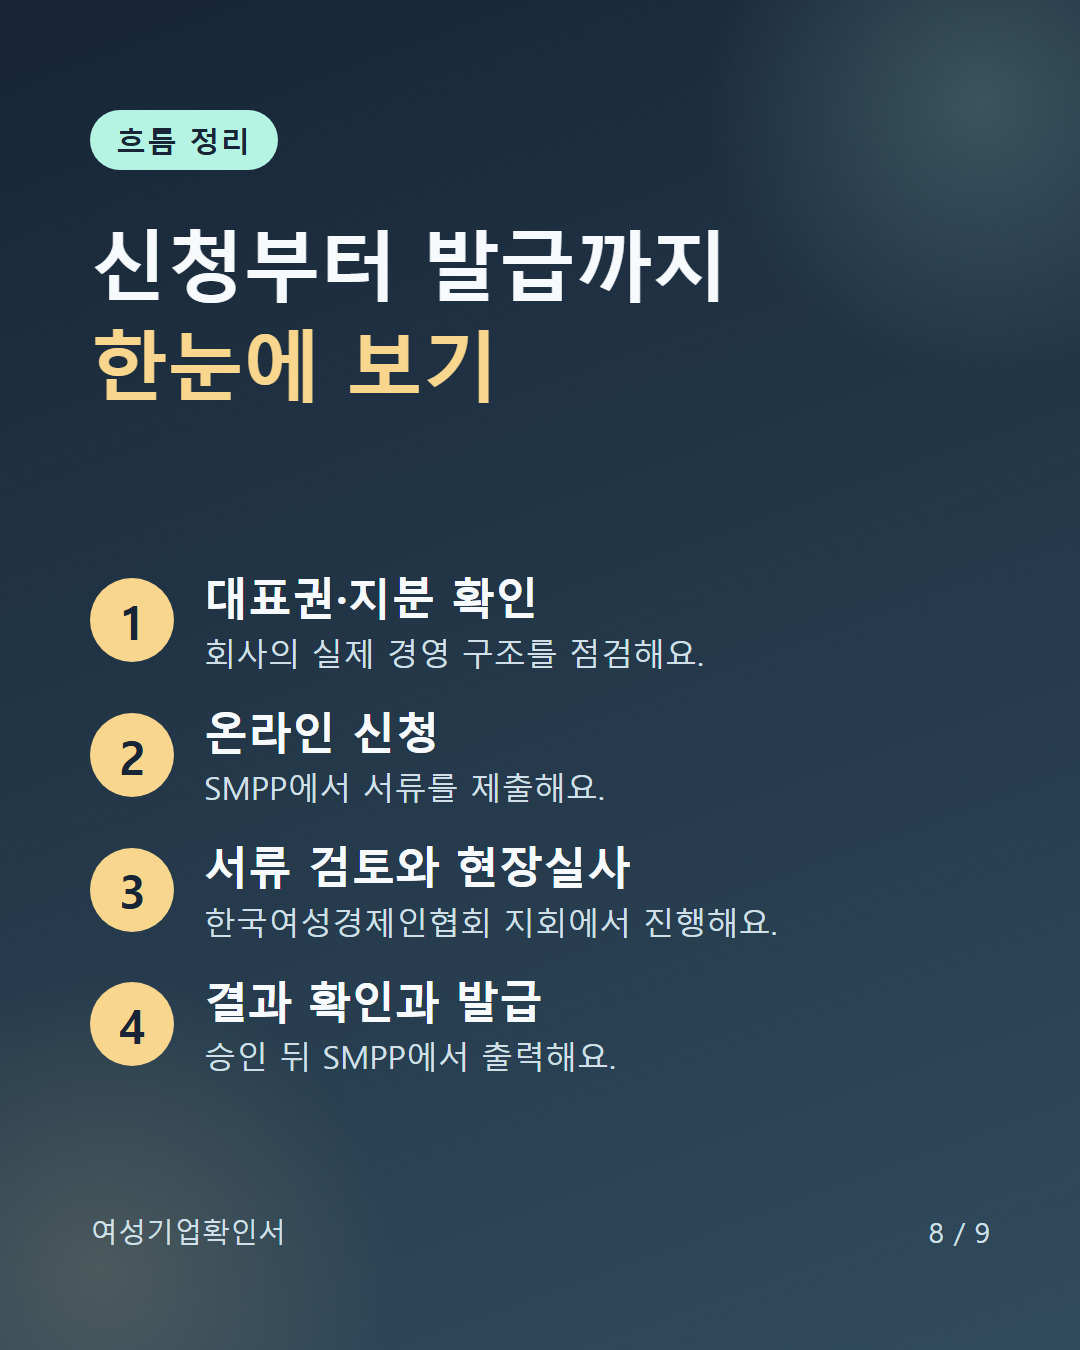 흐름 정리
신청부터 발급까지
한눈에 보기
1
대표권·지분 확인
회사의 실제 경영 구조를 점검해요.
2
온라인 신청
SMPP에서 서류를 제출해요.
3
서류 검토와 현장실사
한국여성경제인협회 지회에서 진행해요.
4
결과 확인과 발급
승인 뒤 SMPP에서 출력해요.
여성기업확인서
8 / 9